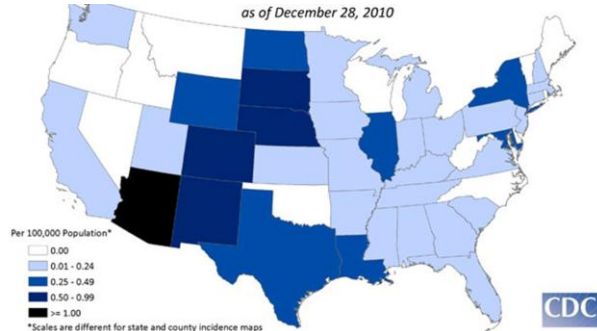 as of December 28, 2010
Per 100,000 Population*
0.00
0.01 - 0.24
0.25 - 0.49
0.50 - 0.99
>= 1.00
*Scales are different for state and county incidence maps
CDC